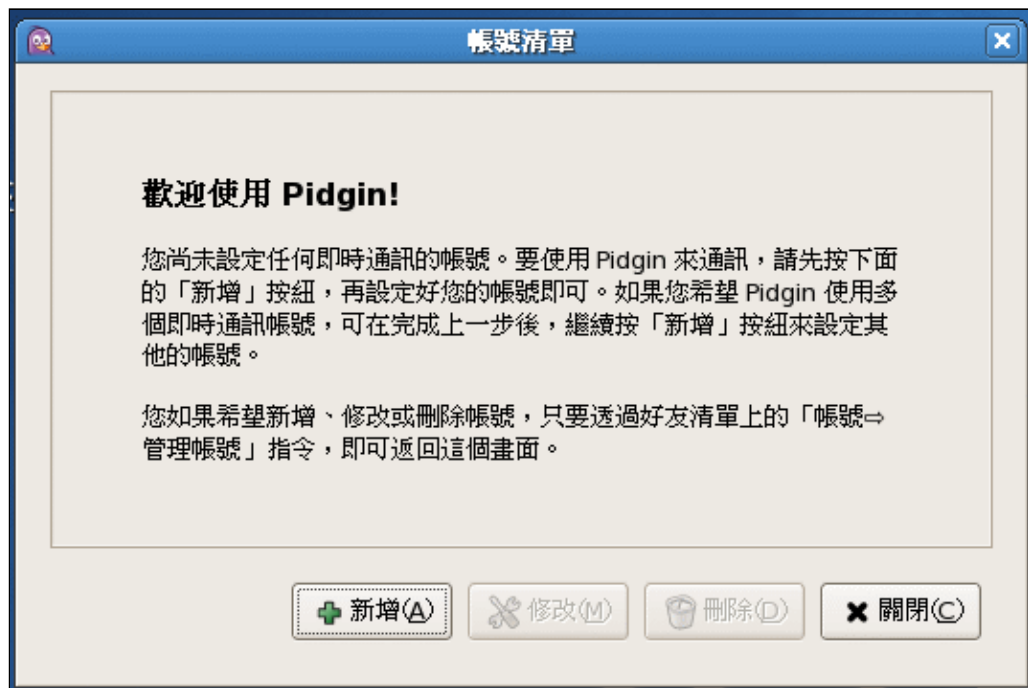 帳號清單
歡迎使用 Pidgin!
您尚未設定任何即時通訊的帳號。要使用 Pidgin 來通訊，請先按下面
的「新增」按紐，再設定好您的帳號即可。如果您希望 Pidgin 使用多
個即時通訊帳號，可在完成上一步後，繼續按「新增」按紐來設定其
他的帳號。
您如果希望新增、修改或刪除帳號，只要透過好友清單上的「帳號⇨
管理帳號」指令，即可返回這個畫面。
新增(A) 修改(M) 刪除(D) 關閉(C)